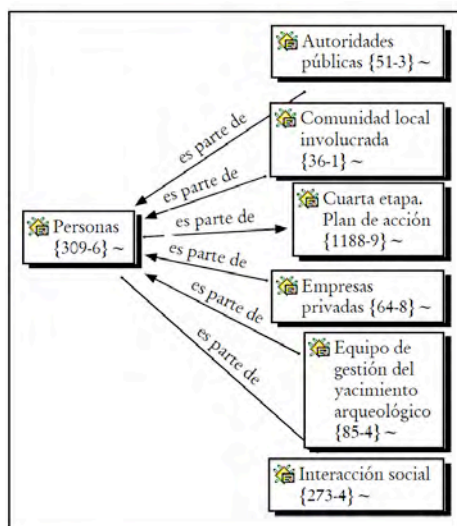 Autoridades
públicas {51-3} ~
es parte de
Comunidad local
involucrada
{36-1} ~
es parte de
Cuarta etapa.
Plan de acción
{1188-9} ~
es parte de
Personas
{309-6} ~
es parte de
Empresas
privadas {64-8} ~
es parte de
Equipo de
gestión del
yacimiento
arqueológico
{85-4} ~
es parte de
Interacción social
{273-4} ~